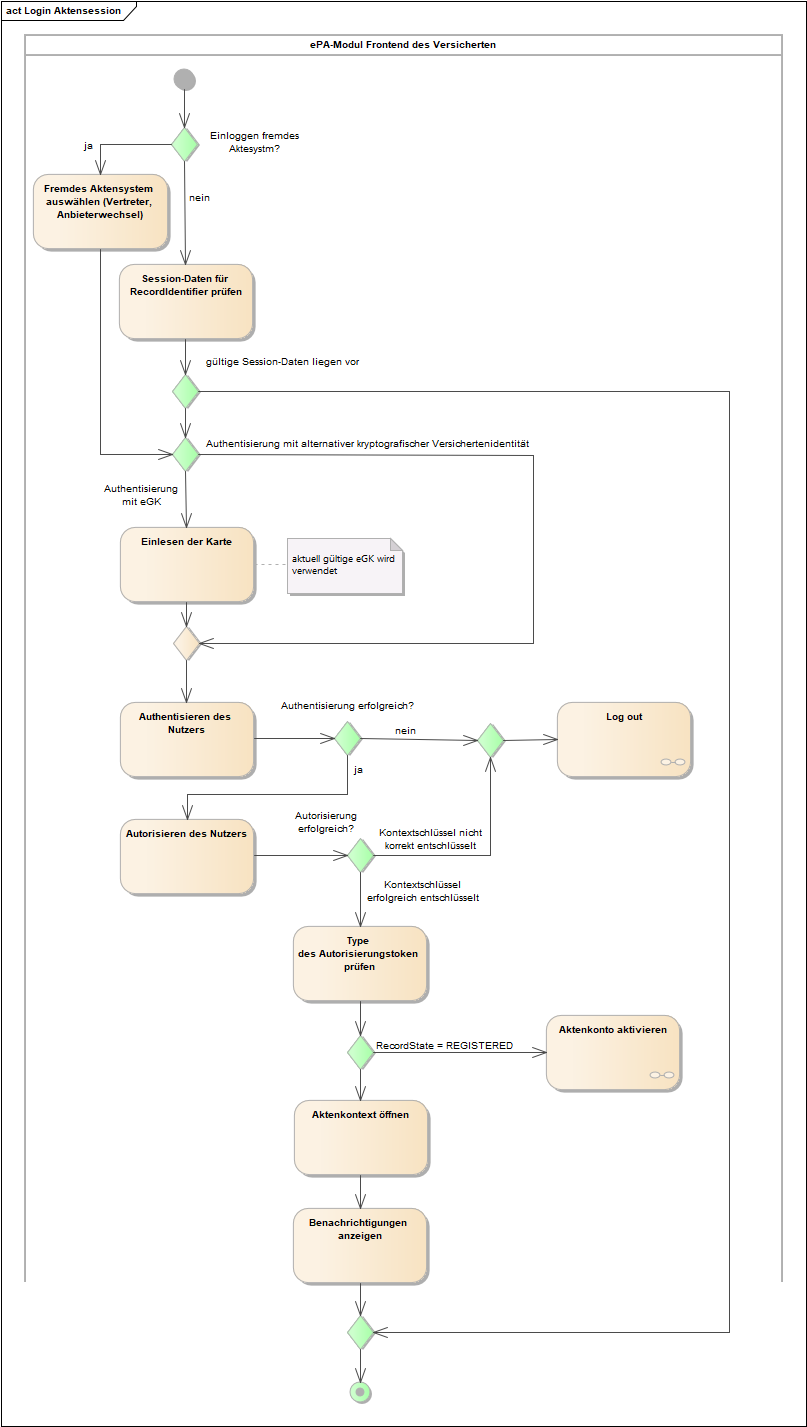 act Login Aktensession
ePA-Modul Frontend des Versicherten
Einloggen fremdes
Aktesystm?
ja
Fremdes Aktensystem
auswählen (Vertreter,
Anbieterwechsel)
nein
Session-Daten für
RecordIdentifier prüfen
gültige Session-Daten liegen vor
Authentisierung mit alternativer kryptografischer Versichertenidentität
Authentisierung
mit eGK
Einlesen der Karte
aktuell gültige eGK wird
verwendet
Authentisieren des
Nutzers
Authentisierung erfolgreich?
nein
Log out
ja
Autorisieren des Nutzers
Autorisierung
erfolgreich?
Kontextschlüssel nicht
korrekt entschlüsselt
Kontextschlüssel
erfolgreich entschlüsselt
Type
des Autorisierungstoken
prüfen
RecordState = REGISTERED
Aktenkonto aktivieren
Aktenkontext öffnen
Benachrichtigungen
anzeigen